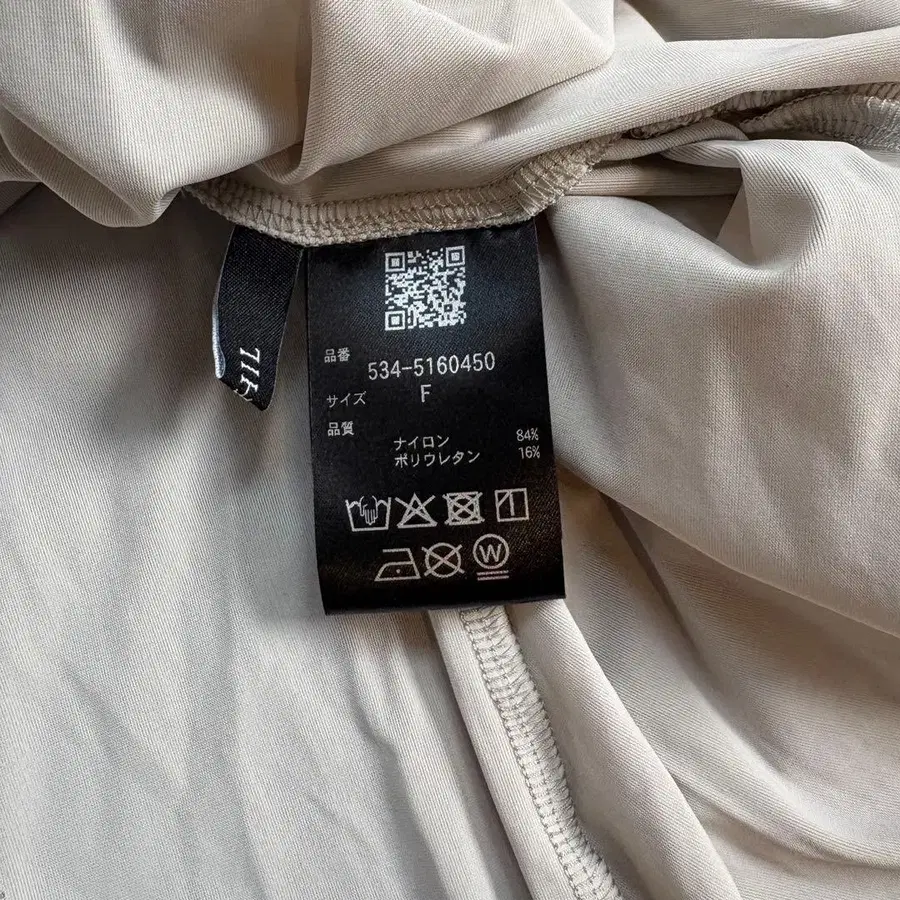 品番
534-5160450
サイズ F
品質
ナイロン 84%
ポリウレタン 16%
W